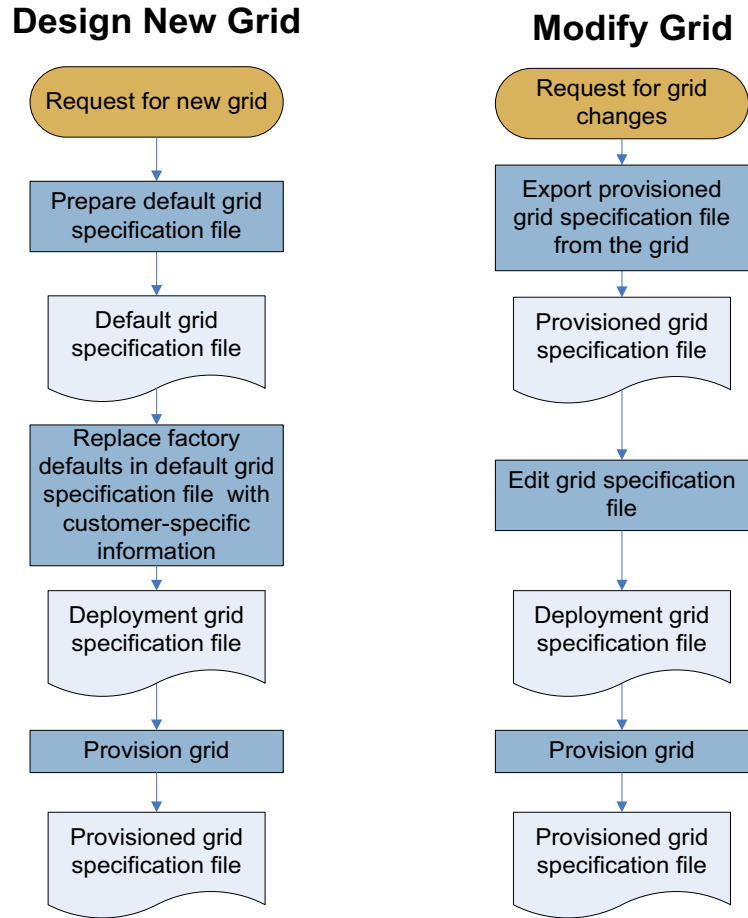 Design New Grid
Request for new grid
Prepare default grid
specification file
Default grid
specification file
Replace factory
defaults in default grid
specification file with
customer-specific
information
Deployment grid
specification file
Provision grid
Provisioned grid
specification file
Modify Grid
Request for grid
changes
Export provisioned
grid specification file
from the grid
Provisioned grid
specification file
Edit grid specification
file
Deployment grid
specification file
Provision grid
Provisioned grid
specification file